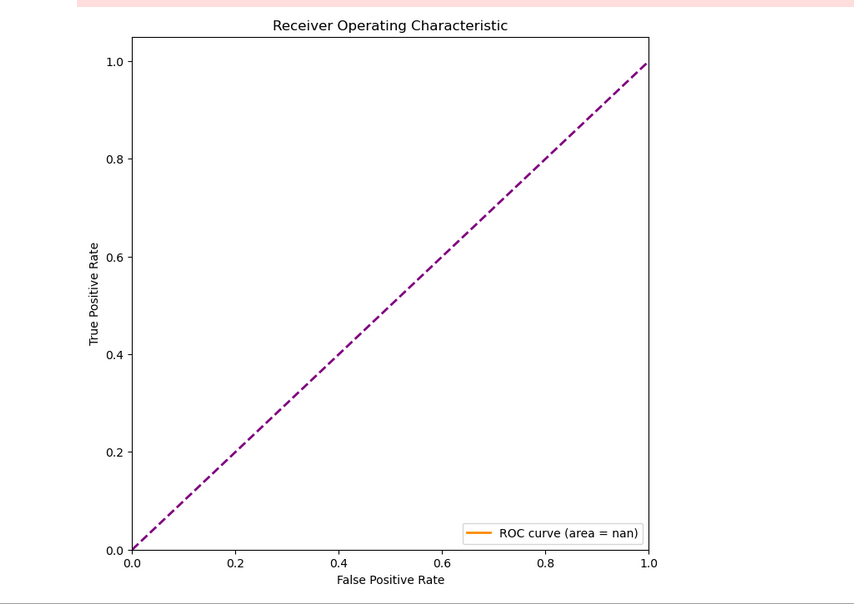 Receiver Operating Characteristic
1.0
0.8
0.6
0.4
0.2
0.0
True Positive Rate
ROC curve (area = nan)
0.0 0.2 0.4 0.6 0.8 1.0
False Positive Rate